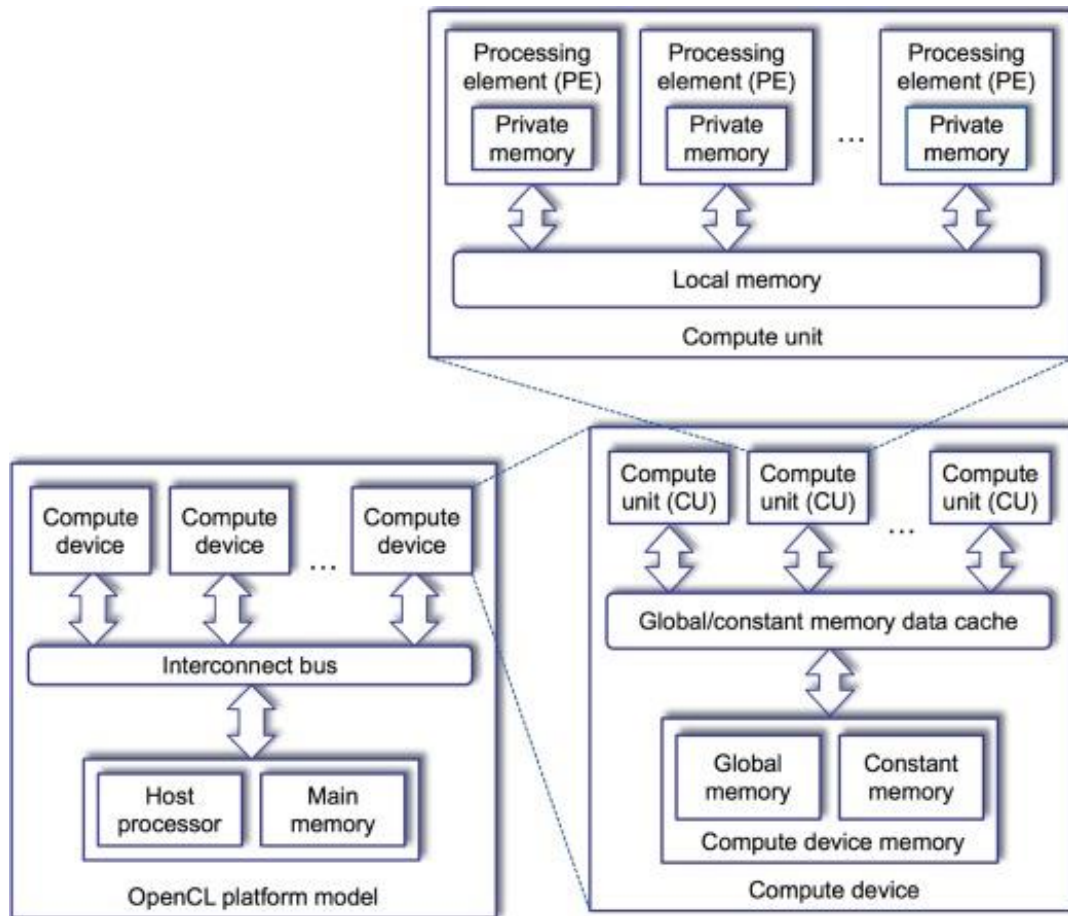 Processing
element (PE)
Private
memory
Processing
element (PE)
Private
memory
...
Processing
element (PE)
Private
memory
Local memory
Compute unit
Compute
device
Compute
device
...
Compute
device
Interconnect bus
Host
processor
Main
memory
OpenCL platform model
Compute
unit (CU)
Compute
unit (CU)
...
Compute
unit (CU)
Global/constant memory data cache
Global
memory
Constant
memory
Compute device memory
Compute device